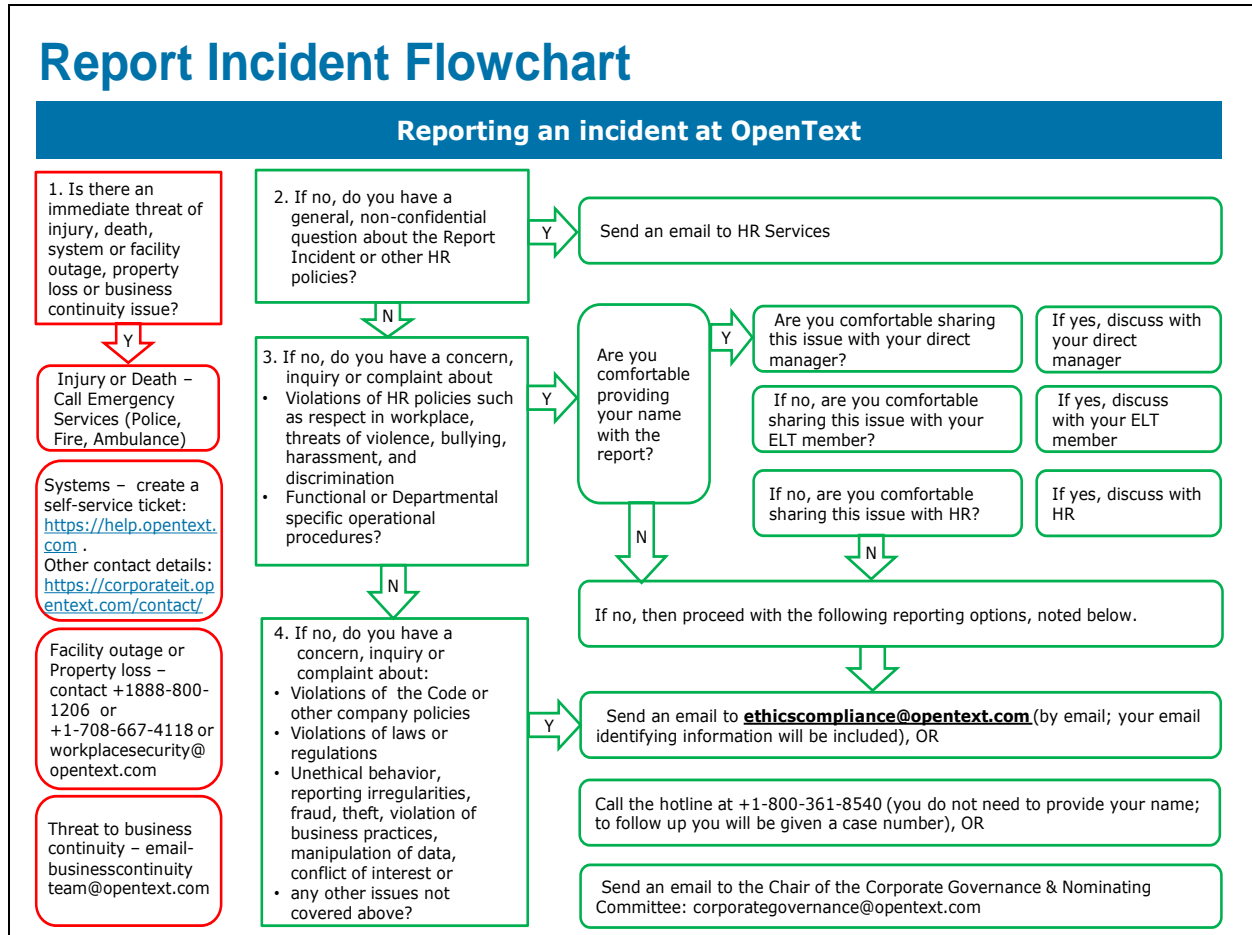 Report Incident Flowchart
Reporting an incident at OpenText
1. Is there an
immediate threat of
injury, death,
system or facility
outage, property
loss or business
continuity issue?
Y
Injury or Death –
Call Emergency
Services (Police,
Fire, Ambulance)
Systems – create a
self-service ticket:
https://help.opentext.
com .
Other contact details:
https://corporateit.op
entext.com/contact/
Facility outage or
Property loss –
contact +1888-800-
1206 or
+1-708-667-4118 or
workplacesecurity@
opentext.com
Threat to business
continuity – email-
businesscontinuity
team@opentext.com
2. If no, do you have a
general, non-confidential
question about the Report
Incident or other HR
policies?
Y
Send an email to HR Services
N
3. If no, do you have a concern,
inquiry or complaint about
• Violations of HR policies such
as respect in workplace,
threats of violence, bullying,
harassment, and
discrimination
• Functional or Departmental
specific operational
procedures?
Y
Are you
comfortable
providing
your name
with the
report?
Y
Are you comfortable sharing
this issue with your direct
manager?
If yes, discuss with
your direct
manager
If no, are you comfortable
sharing this issue with your
ELT member?
If yes, discuss
with your ELT
member
If no, are you comfortable
sharing this issue with HR?
If yes, discuss with
HR
N
N
If no, then proceed with the following reporting options, noted below.
N
4. If no, do you have a
concern, inquiry or
complaint about:
• Violations of the Code or
other company policies
• Violations of laws or
regulations
• Unethical behavior,
reporting irregularities,
fraud, theft, violation of
business practices,
manipulation of data,
conflict of interest or
• any other issues not
covered above?
Y
Send an email to ethicscompliance@opentext.com (by email; your email
identifying information will be included), OR
Call the hotline at +1-800-361-8540 (you do not need to provide your name;
to follow up you will be given a case number), OR
Send an email to the Chair of the Corporate Governance & Nominating
Committee: corporategovernance@opentext.com